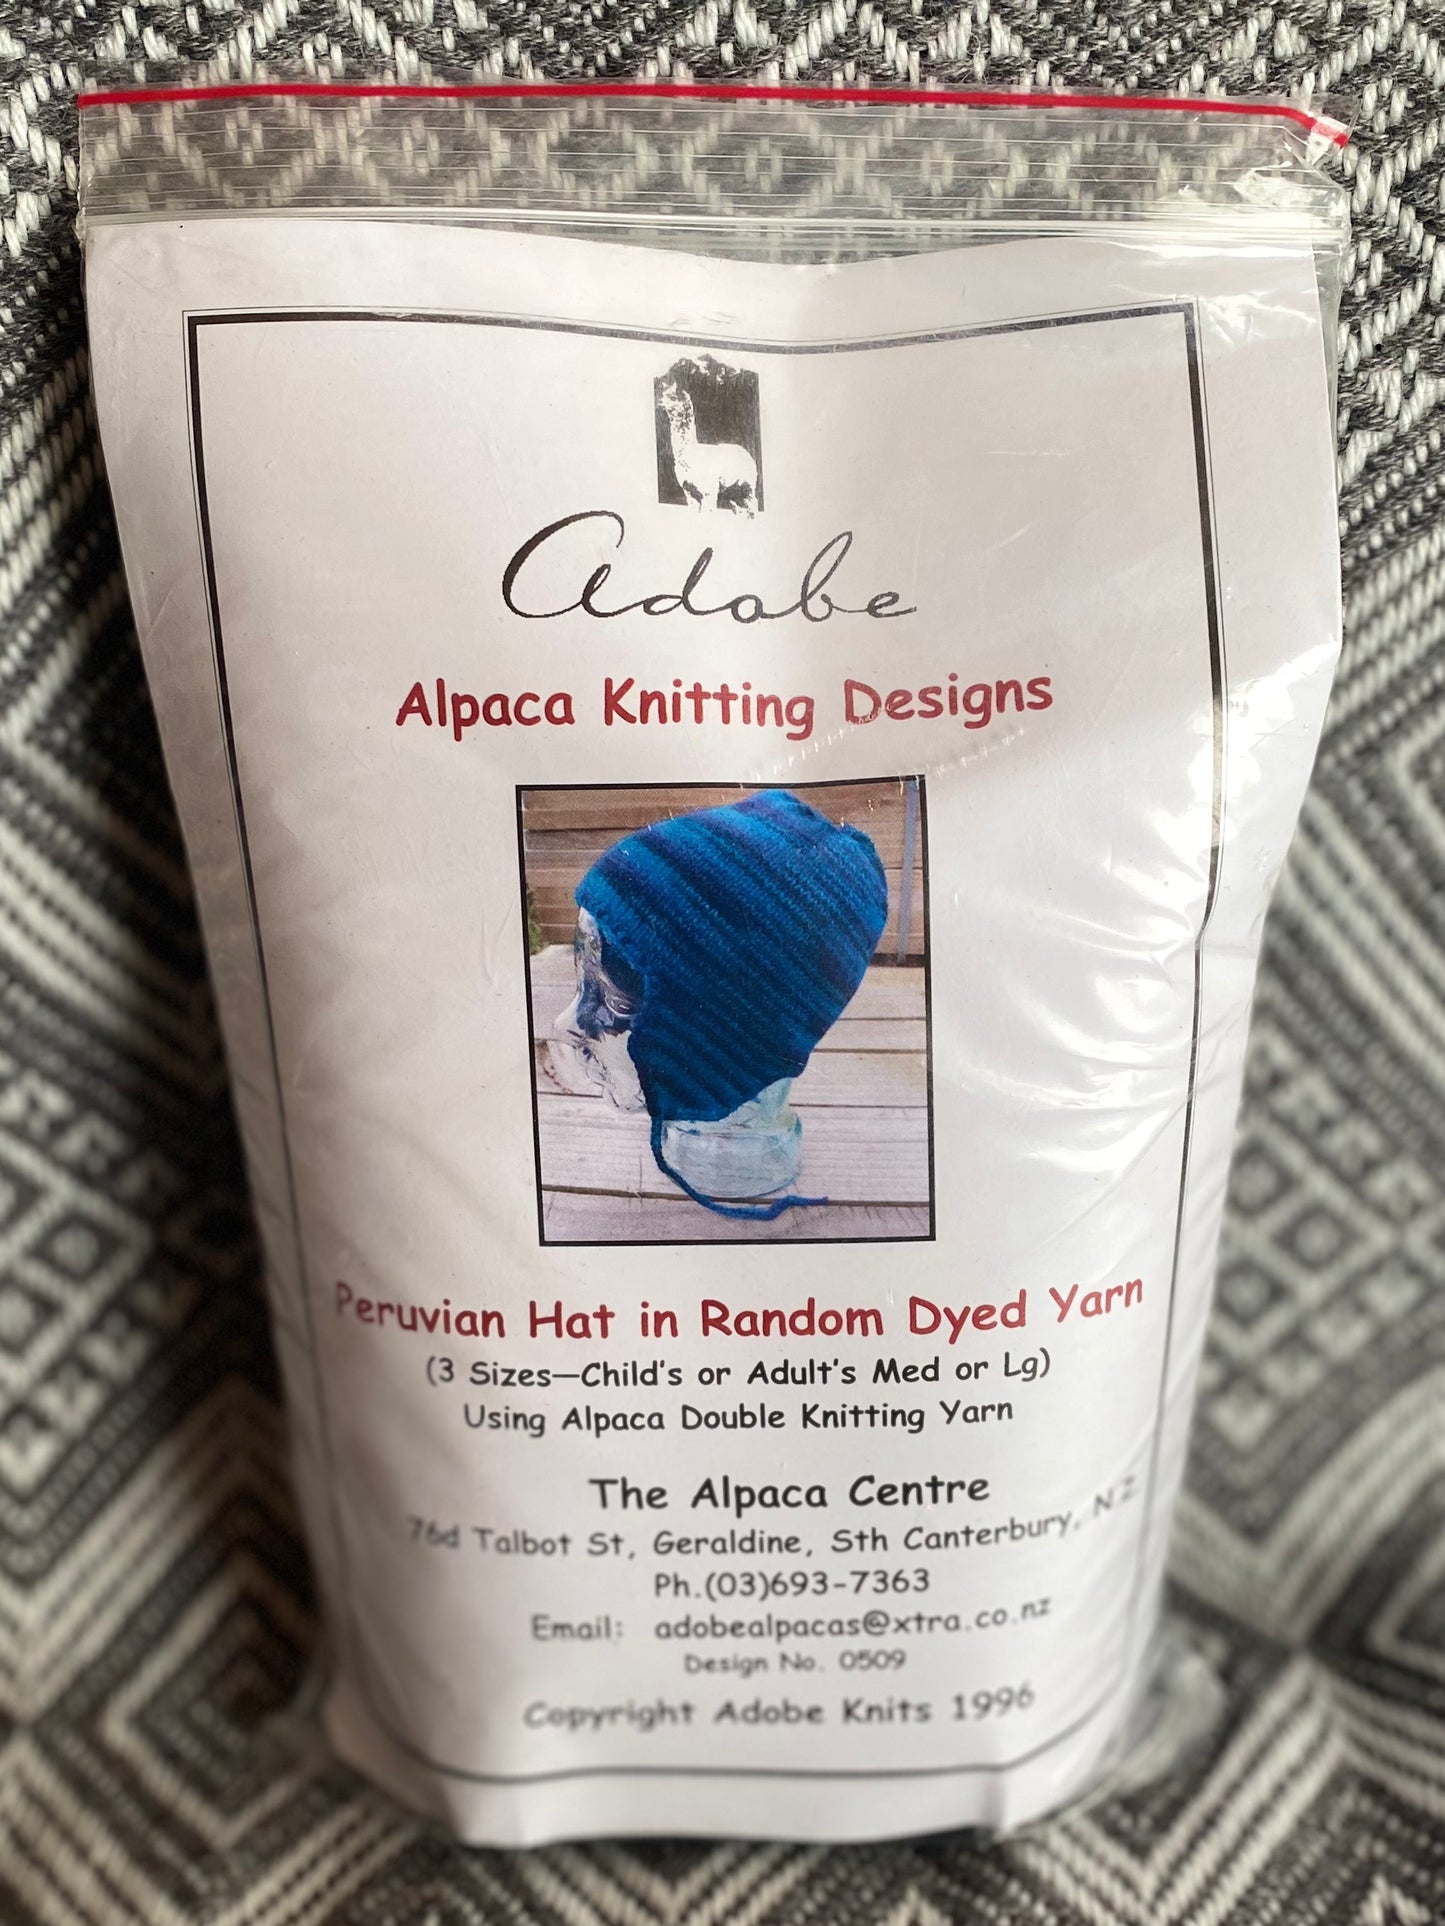 adobe
Alpaca Knitting Designs
Peruvian Hat in Random Dyed Yarn
(3 Sizes—Child's or Adult's Med or Lg)
Using Alpaca Double Knitting Yarn
The Alpaca Centre
76d Talbot St, Geraldine, Sth Canterbury, N.Z
Ph.(03)693-7363
Email: adobealpacas@xtra.co.nz
Design No. 0509
Copyright Adobe Knits 1996